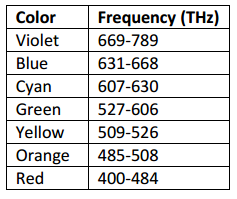 Color Frequency (THz)
Violet 669-789
Blue 631-668
Cyan 607-630
Green 527-606
Yellow 509-526
Orange 485-508
Red 400-484